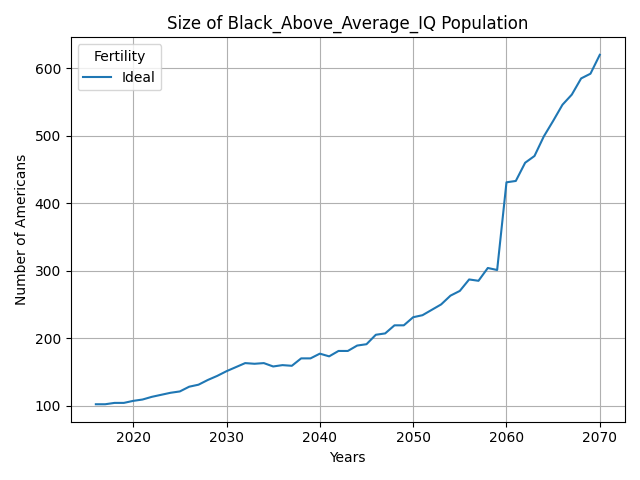 Size of Black_Above_Average_IQ Population
Fertility
Ideal
Number of Americans
600
500
400
300
200
100
2020
2030
2040
2050
2060
2070
Years